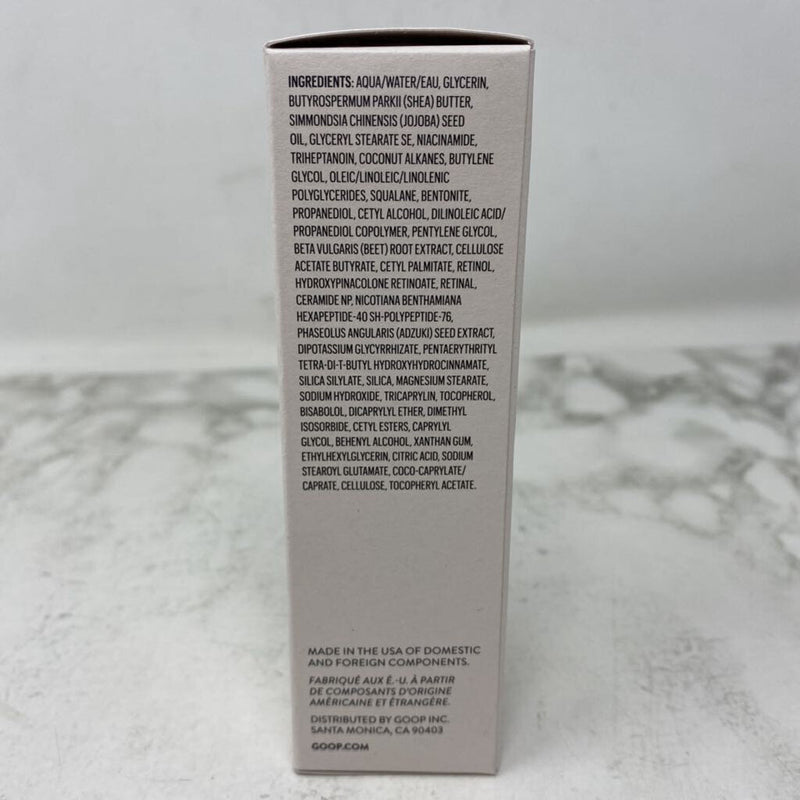 INGREDIENTS: AQUA/WATER/EAU, GLYCERIN,
BUTYROSPERMUM PARKII (SHEA) BUTTER,
SIMMONDSIA CHINENSIS (JOJOBA) SEED
OIL, GLYCERYL STEARATE SE, NIACINAMIDE,
TRIHEPTANOIN, COCONUT ALKANES, BUTYLENE
GLYCOL, OLEIC/LINOLEIC/LINOLENIC
POLYGLYCERIDES, SQUALANE, BENTONITE,
PROPANEDIOL, CETYL ALCOHOL, DILINOLEIC ACID/
PROPANEDIOL COPOLYMER, PENTYLENE GLYCOL,
BETA VULGARIS (BEET) ROOT EXTRACT, CELLULOSE
ACETATE BUTYRATE, CETYL PALMITATE, RETINOL,
HYDROXYPINACOLONE RETINOATE, RETINAL,
CERAMIDE NP, NICOTIANA BENTHAMIANA
HEXAPEPTIDE-40 SH-POLYPEPTIDE-76,
PHASEOLUS ANGULARIS (ADZUKI) SEED EXTRACT,
DIPOTASSIUM GLYCYRRHIZATE, PENTAERYTHRITYL
TETRA-DI-T-BUTYL HYDROXYHYDROCINNAMATE,
SILICA SILYLATE, SILICA, MAGNESIUM STEARATE,
SODIUM HYDROXIDE, TRICAPRYLIN, TOCOPHEROL,
BISABOLOL, DICAPRYLYL ETHER, DIMETHYL
ISOSORBIDE, CETYL ESTERS, CAPRYLYL
GLYCOL, BEHENYL ALCOHOL, XANTHAN GUM,
ETHYLHEXYLGLYCERIN, CITRIC ACID, SODIUM
STEAROYL GLUTAMATE, COCO-CAPRYLATE/
CAPRATE, CELLULOSE, TOCOPHERYL ACETATE.
MADE IN THE USA OF DOMESTIC
AND FOREIGN COMPONENTS.
FABRIQUÉ AUX É.-U. À PARTIR
DE COMPOSANTS D'ORIGINE
AMÉRICAINE ET ÉTRANGÈRE.
DISTRIBUTED BY GOOP INC.
SANTA MONICA, CA 90403
GOOP.COM